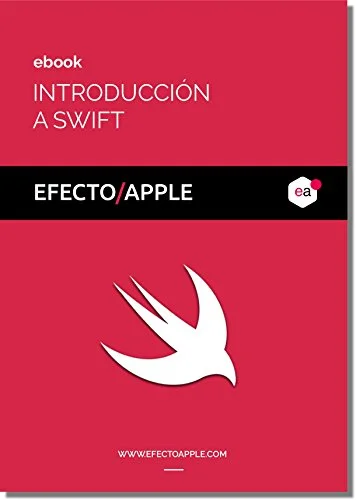 ebook
INTRODUCCIÓN
A SWIFT
EFECTO/APPLE
ea
WWW.EFECTOAPPLE.COM